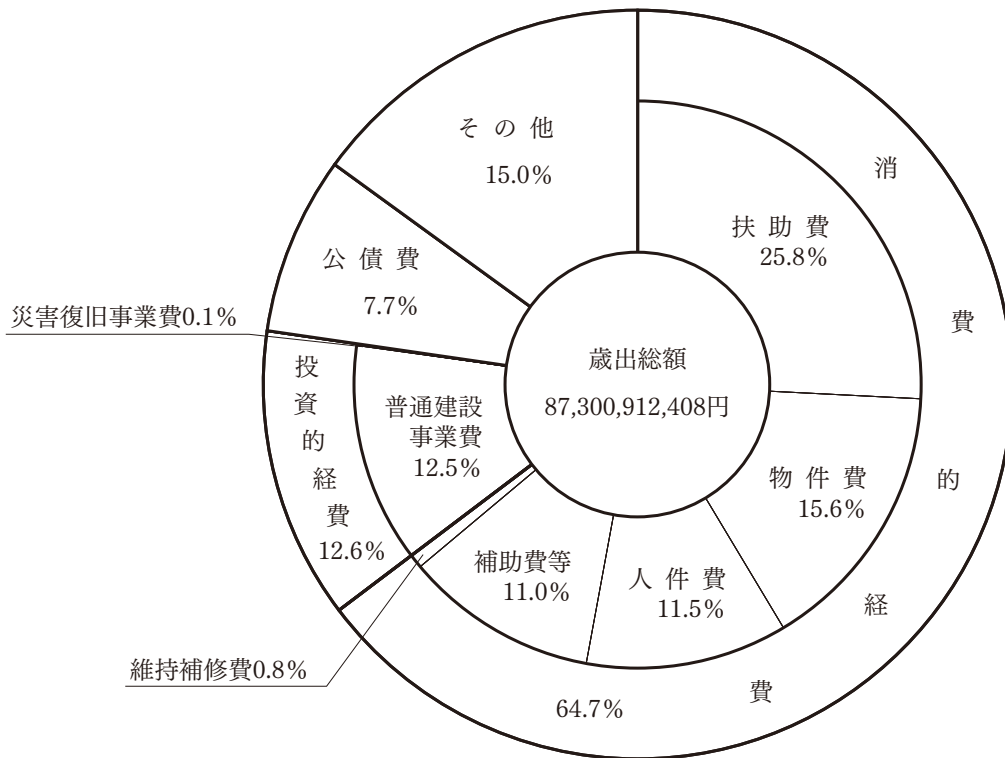 歳出総額
87,300,912,408円
消費的経費
64.7%
扶助費
25.8%
物件費
15.6%
人件費
11.5%
補助費等
11.0%
維持補修費0.8%
投資的経費
12.6%
普通建設
事業費
12.5%
災害復旧事業費0.1%
公債費
7.7%
その他
15.0%